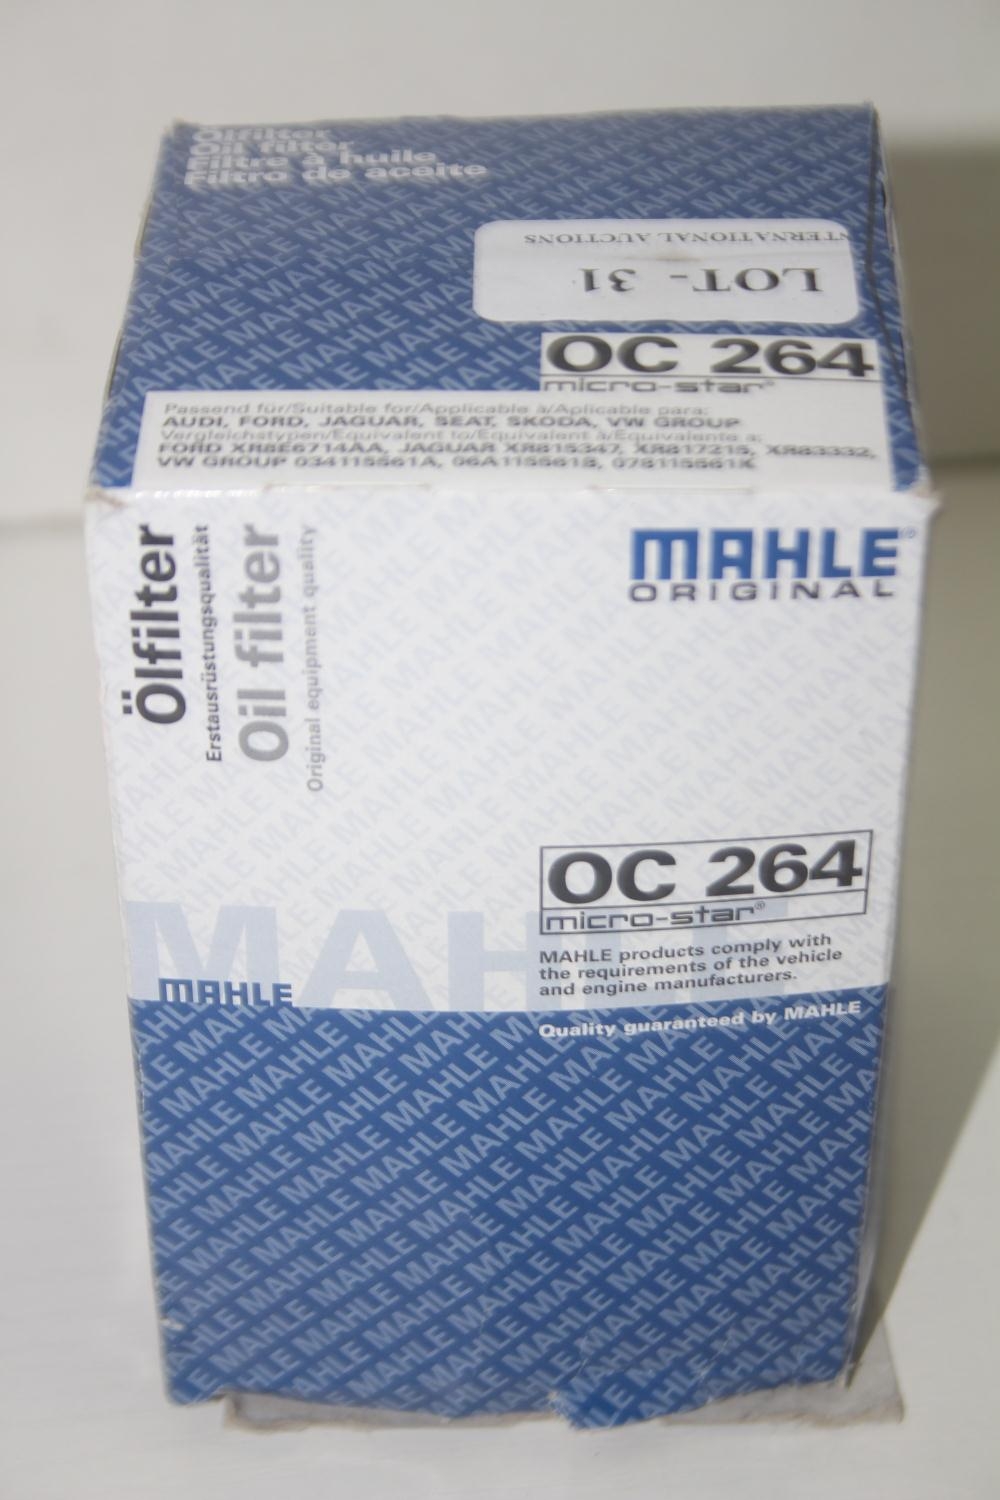 Ölfilter
Oil filter
Filtre à huile
Filtro de aceite
INTERNATIONAL AUCTIONS
LOT- 31
OC 264
micro-star®
Passend für/Suitable for/Applicable à/Aplicable para:
AUDI, FORD, JAGUAR, SEAT, SKODA, VW GROUP
Vergleichstypen/Equivalent to/Equivalent à/Equivalente a:
FORD XR8E6714AA, JAGUAR XR815347, XR817215, XR83332,
VW GROUP 034115561A, 06A115561B, 078115561K
Ölfilter
Erstausrüstungsqualität
Oil filter
Original equipment quality
MAHLE®
ORIGINAL
OC 264
micro-star®
MAHLE products comply with
the requirements of the vehicle
and engine manufacturers.
MAHLE
MAHLE
Quality guaranteed by MAHLE